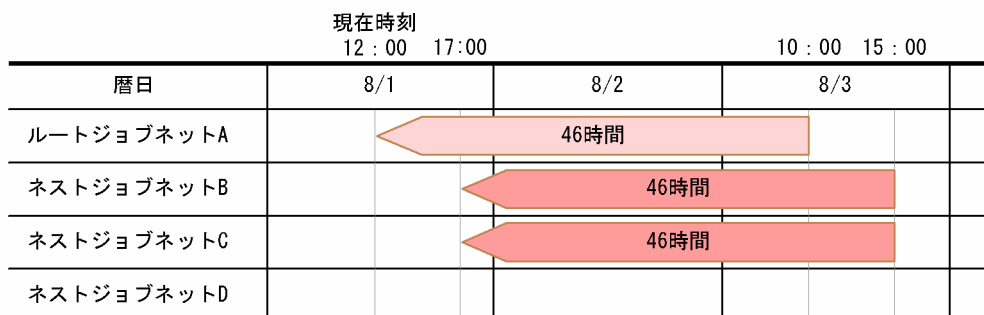 現在時刻
12：00 17:00 10：00 15：00
暦日 8/1 8/2 8/3
ルートジョブネットA 46時間
ネストジョブネットB 46時間
ネストジョブネットC 46時間
ネストジョブネットD